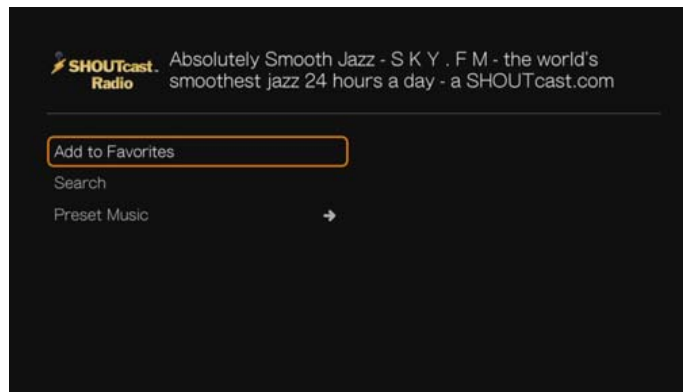 SHOUTcast
Radio
Absolutely Smooth Jazz - S K Y . F M - the world's
smoothest jazz 24 hours a day - a SHOUTcast.com
Add to Favorites
Search
Preset Music